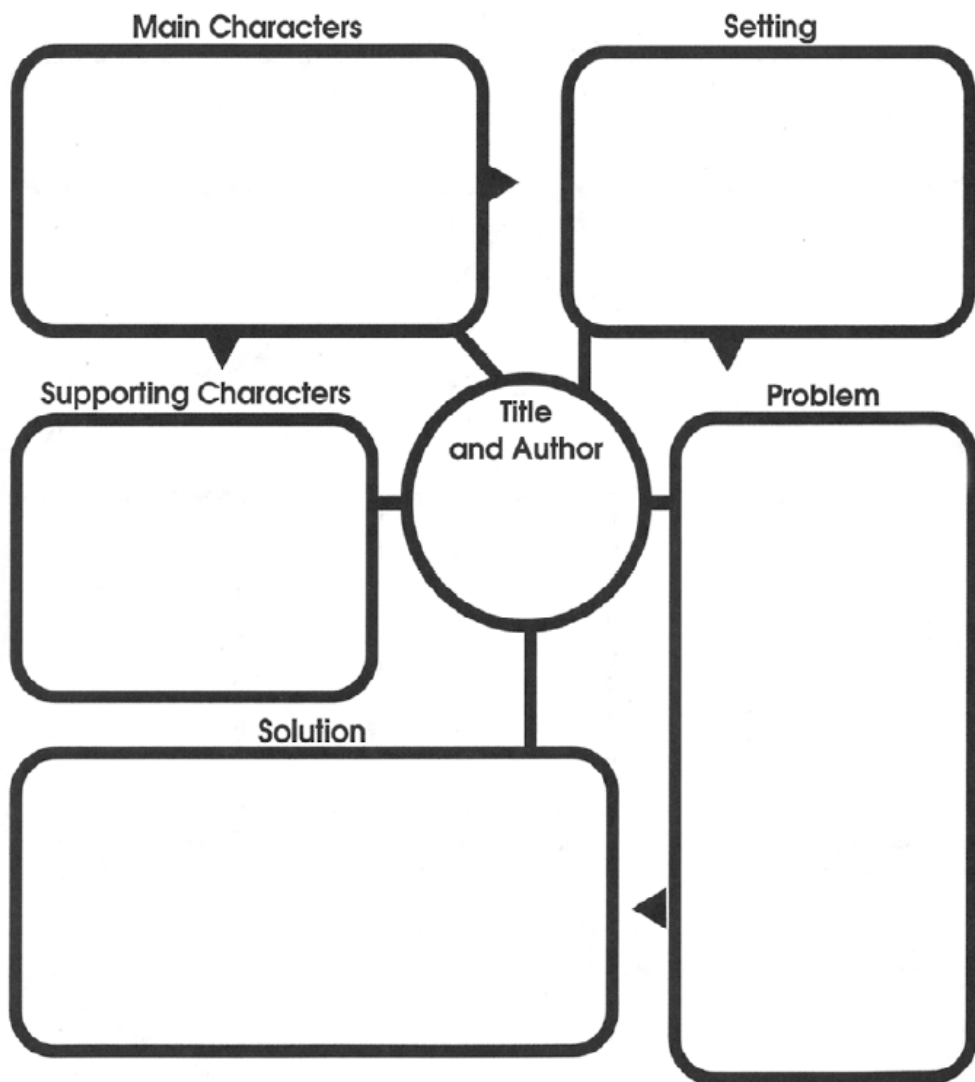 Main Characters
Setting
Supporting Characters
Title
and Author
Problem
Solution